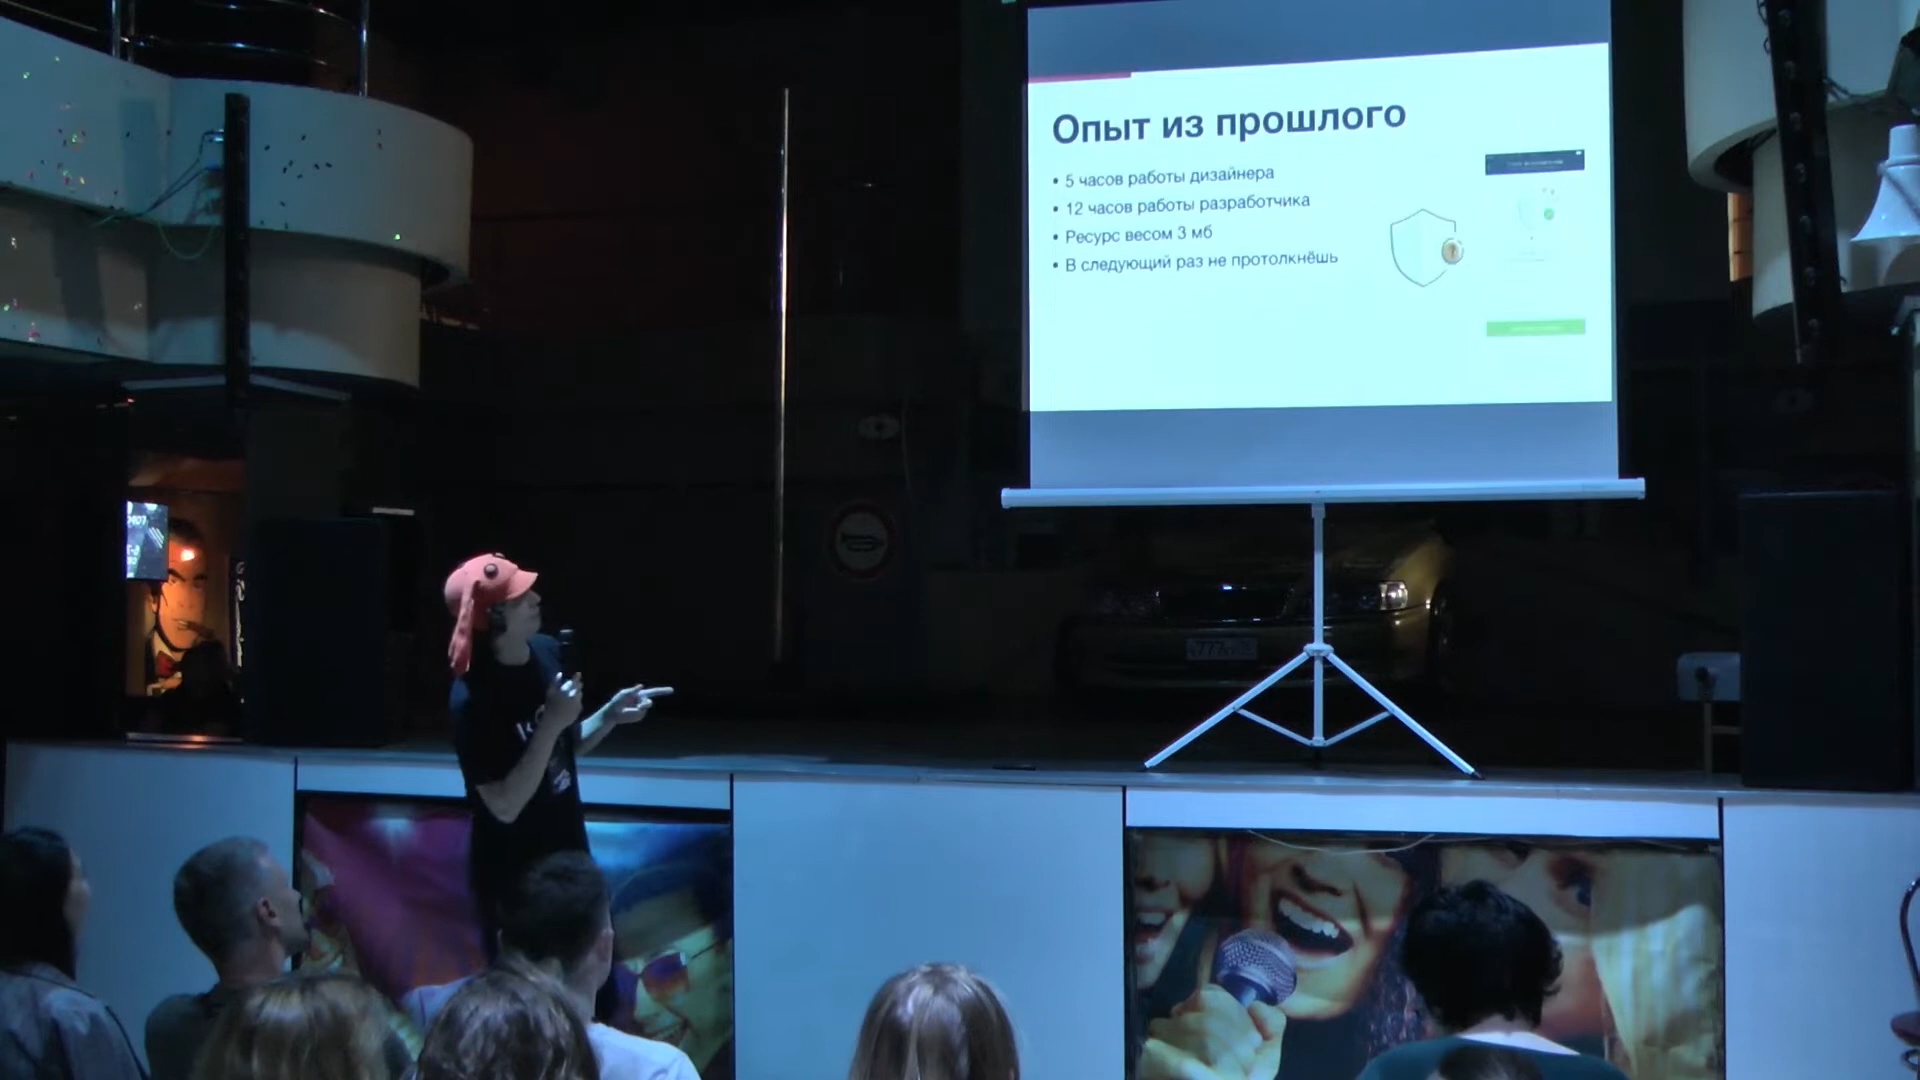 Опыт из прошлого
• 5 часов работы дизайнера
• 12 часов работы разработчика
• Ресурс весом 3 мб
• В следующий раз не протолкнёшь
777